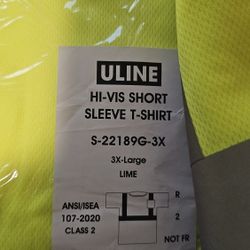 ULINE
HI-VIS SHORT
SLEEVE T-SHIRT
S-22189G-3X
3X-Large
LIME
ANSI/ISEA
107-2020
CLASS 2
R
2
NOT FR